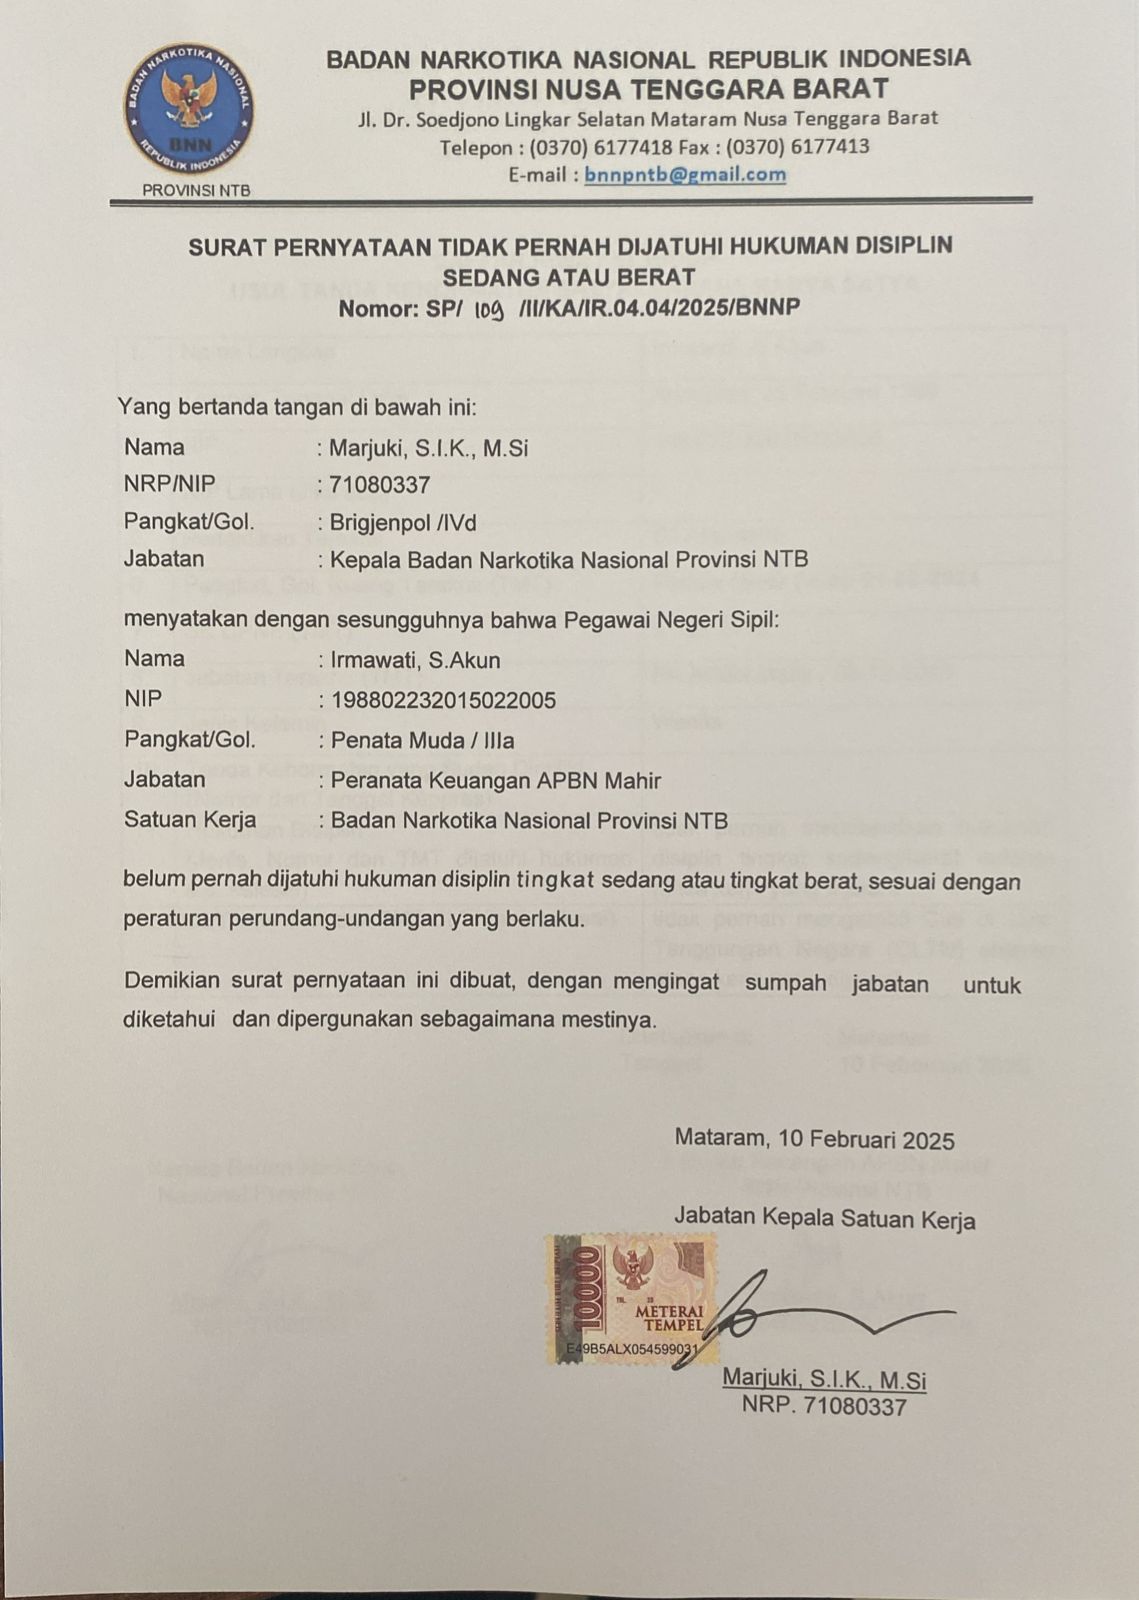 BADAN NARKOTIKA NASIONAL
BNN
REPUBLIK INDONESIA
PROVINSI NTB
BADAN NARKOTIKA NASIONAL REPUBLIK INDONESIA
PROVINSI NUSA TENGGARA BARAT
Jl. Dr. Soedjono Lingkar Selatan Mataram Nusa Tenggara Barat
Telepon : (0370) 6177418 Fax : (0370) 6177413
E-mail : bnnpntb@gmail.com
SURAT PERNYATAAN TIDAK PERNAH DIJATUHI HUKUMAN DISIPLIN
SEDANG ATAU BERAT
Nomor: SP/ 109 /II/KA/IR.04.04/2025/BNNP
Yang bertanda tangan di bawah ini:
Nama : Marjuki, S.I.K., M.Si
NRP/NIP : 71080337
Pangkat/Gol. : Brigjenpol /IVd
Jabatan : Kepala Badan Narkotika Nasional Provinsi NTB
menyatakan dengan sesungguhnya bahwa Pegawai Negeri Sipil:
Nama : Irmawati, S.Akun
NIP : 198802232015022005
Pangkat/Gol. : Penata Muda / IIIa
Jabatan : Peranata Keuangan APBN Mahir
Satuan Kerja : Badan Narkotika Nasional Provinsi NTB
belum pernah dijatuhi hukuman disiplin tingkat sedang atau tingkat berat, sesuai dengan
peraturan perundang-undangan yang berlaku.
Demikian surat pernyataan ini dibuat, dengan mengingat sumpah jabatan untuk
diketahui dan dipergunakan sebagaimana mestinya.
Mataram, 10 Februari 2025
Jabatan Kepala Satuan Kerja
10000
METERAI
TEMPEL
E49B5ALX054599031
Marjuki, S.I.K., M.Si
NRP. 71080337